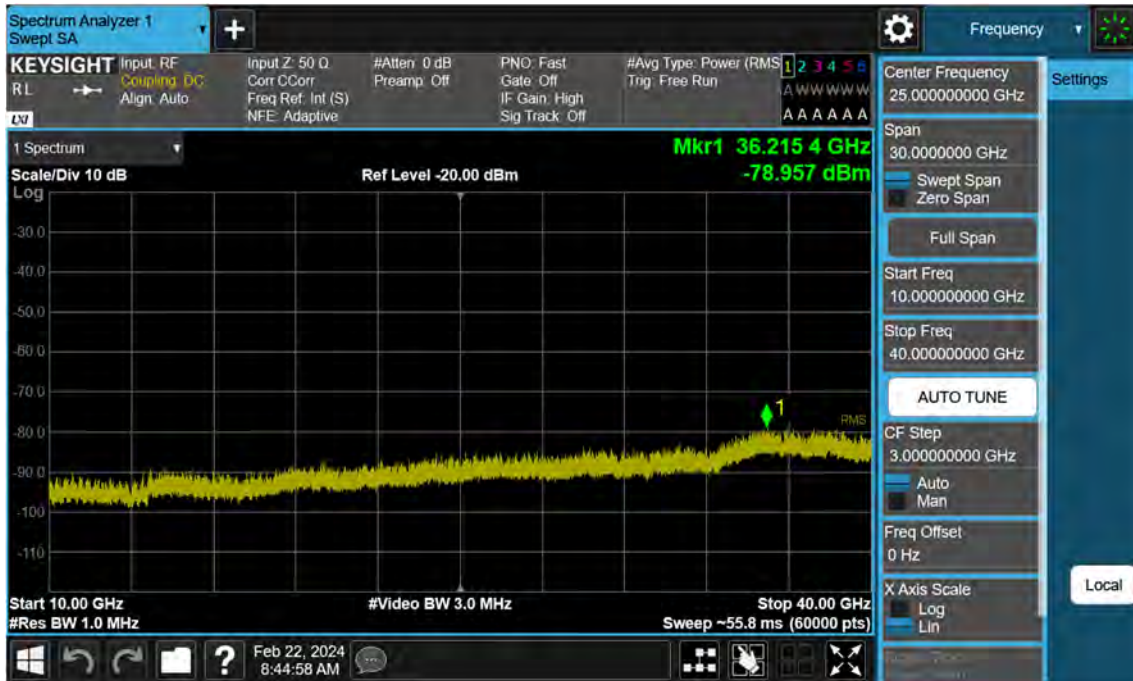 Spectrum Analyzer 1
Swept SA
Frequency
KEYSIGHT
RL
LXI
Input: RF
Coupling: DC
Align: Auto
Input Z: 50 Ω
Corr CCorr
Freq Ref: Int (S)
NFE: Adaptive
#Atten: 0 dB
Preamp: Off
PNO: Fast
Gate: Off
IF Gain: High
Sig Track: Off
#Avg Type: Power (RMS
Trig: Free Run
1 2 3 4 5 6
A W W W W W
A A A A A A
1 Spectrum
Mkr1 36.215 4 GHz
-78.957 dBm
Scale/Div 10 dB
Ref Level -20.00 dBm
Log
-30.0
-40.0
-50.0
-60.0
-70.0
-80.0
-90.0
-100
-110
1
RMS
Start 10.00 GHz
#Video BW 3.0 MHz
Stop 40.00 GHz
#Res BW 1.0 MHz
Sweep ~55.8 ms (60000 pts)
Center Frequency
25.000000000 GHz
Span
30.0000000 GHz
Swept Span
Zero Span
Full Span
Start Freq
10.000000000 GHz
Stop Freq
40.000000000 GHz
AUTO TUNE
CF Step
3.000000000 GHz
Auto
Man
Freq Offset
0 Hz
X Axis Scale
Log
Lin
Settings
Local
?
Feb 22, 2024
8:44:58 AM